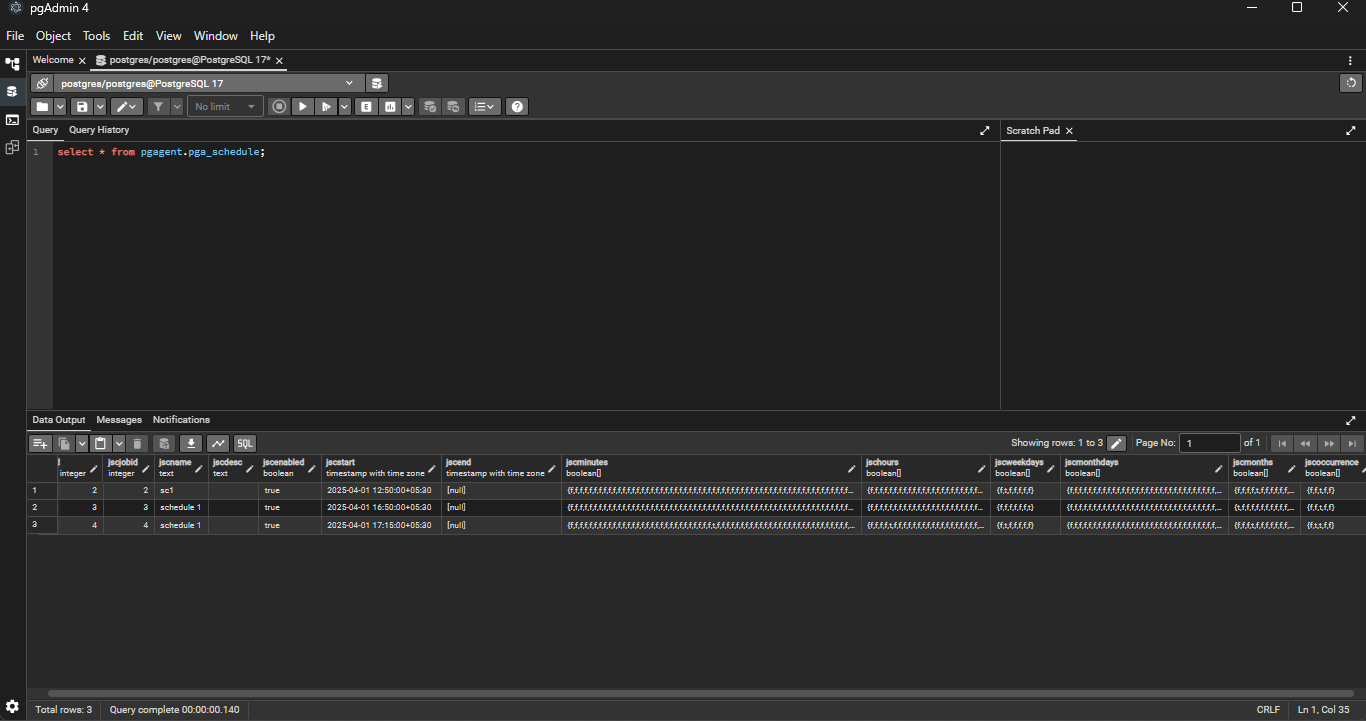 pgAdmin 4
File Object Tools Edit View Window Help
Welcome postgres/postgres@PostgreSQL 17*
postgres/postgres@PostgreSQL 17
No limit
Query Query History Scratch Pad
1 select * from pgagent.pga_schedule;
Data Output Messages Notifications
SQL Showing rows: 1 to 3 Page No: 1 of 1
jscjobid jscname jscdesc jscenabled jscstart jscend jscminutes jschours jscweekdays jscmonthdays jscmonths jscoccurrence
integer integer text text boolean timestamp with time zone timestamp with time zone boolean[] boolean[] boolean[] boolean[] boolean[] boolean[]
1 2 2 sc1 true 2025-04-01 12:50:00+05:30 [null] {f,t,f,f,f,f,f} {f,f,t,f,f}
2 3 3 schedule 1 true 2025-04-01 16:50:00+05:30 [null] {f,f,f,f,f,f,t} {f,f,t,f,f}
3 4 4 schedule 1 true 2025-04-01 17:15:00+05:30 [null] {f,t,f,f,f,f,f} {f,t,t,f,f}
Total rows: 3 Query complete 00:00:00.140 CRLF Ln 1, Col 35